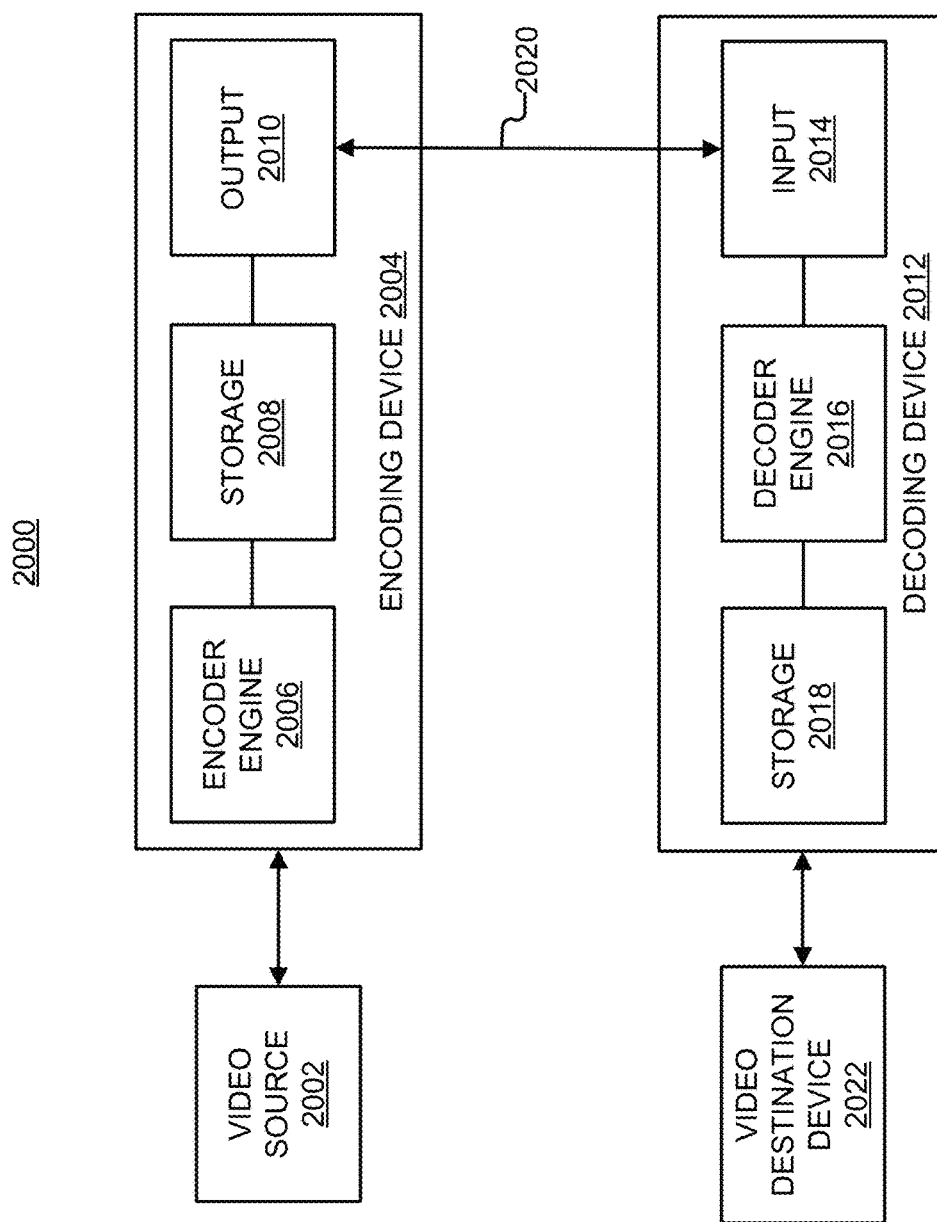 2000
VIDEO
SOURCE
2002
ENCODER
ENGINE
2006
STORAGE
2008
OUTPUT
2010
ENCODING DEVICE 2004
2020
VIDEO
DESTINATION
DEVICE
2022
STORAGE
2018
DECODER
ENGINE
2016
INPUT
2014
DECODING DEVICE 2012